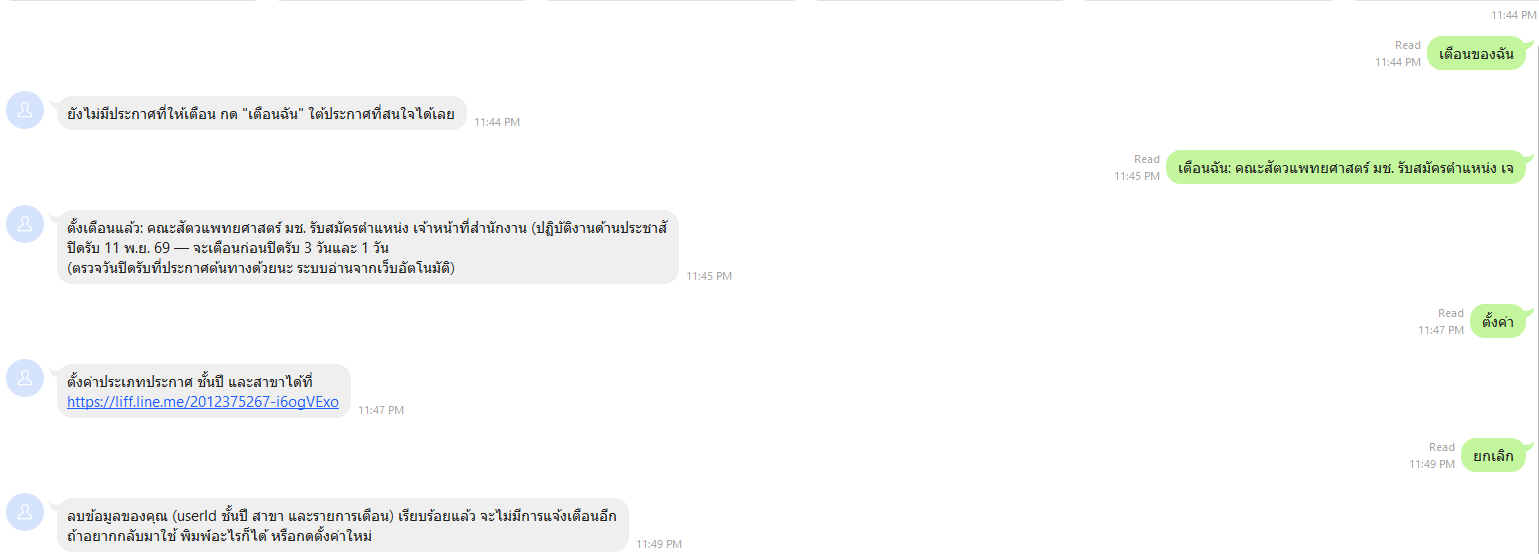 11:44 PM
Read
11:44 PM
เตือนของฉัน
ยังไม่มีประกาศที่ให้เตือน กด "เตือนฉัน" ใต้ประกาศที่สนใจได้เลย
11:44 PM
Read
11:45 PM
เตือนฉัน: คณะสัตวแพทยศาสตร์ มช. รับสมัครตำแหน่ง เจ
ตั้งเตือนแล้ว: คณะสัตวแพทยศาสตร์ มช. รับสมัครตำแหน่ง เจ้าหน้าที่สำนักงาน (ปฏิบัติงานด้านประชาสั
ปิดรับ 11 พ.ย. 69 — จะเตือนก่อนปิดรับ 3 วันและ 1 วัน
(ตรวจวันปิดรับที่ประกาศต้นทางด้วยนะ ระบบอ่านจากเว็บอัตโนมัติ)
11:45 PM
Read
11:47 PM
ตั้งค่า
ตั้งค่าประเภทประกาศ ชั้นปี และสาขาได้ที่
https://liff.line.me/2012375267-i6ogVExo
11:47 PM
Read
11:49 PM
ยกเลิก
ลบข้อมูลของคุณ (userId ชั้นปี สาขา และรายการเตือน) เรียบร้อยแล้ว จะไม่มีการแจ้งเตือนอีก
ถ้าอยากกลับมาใช้ พิมพ์อะไรก็ได้ หรือกดตั้งค่าใหม่
11:49 PM